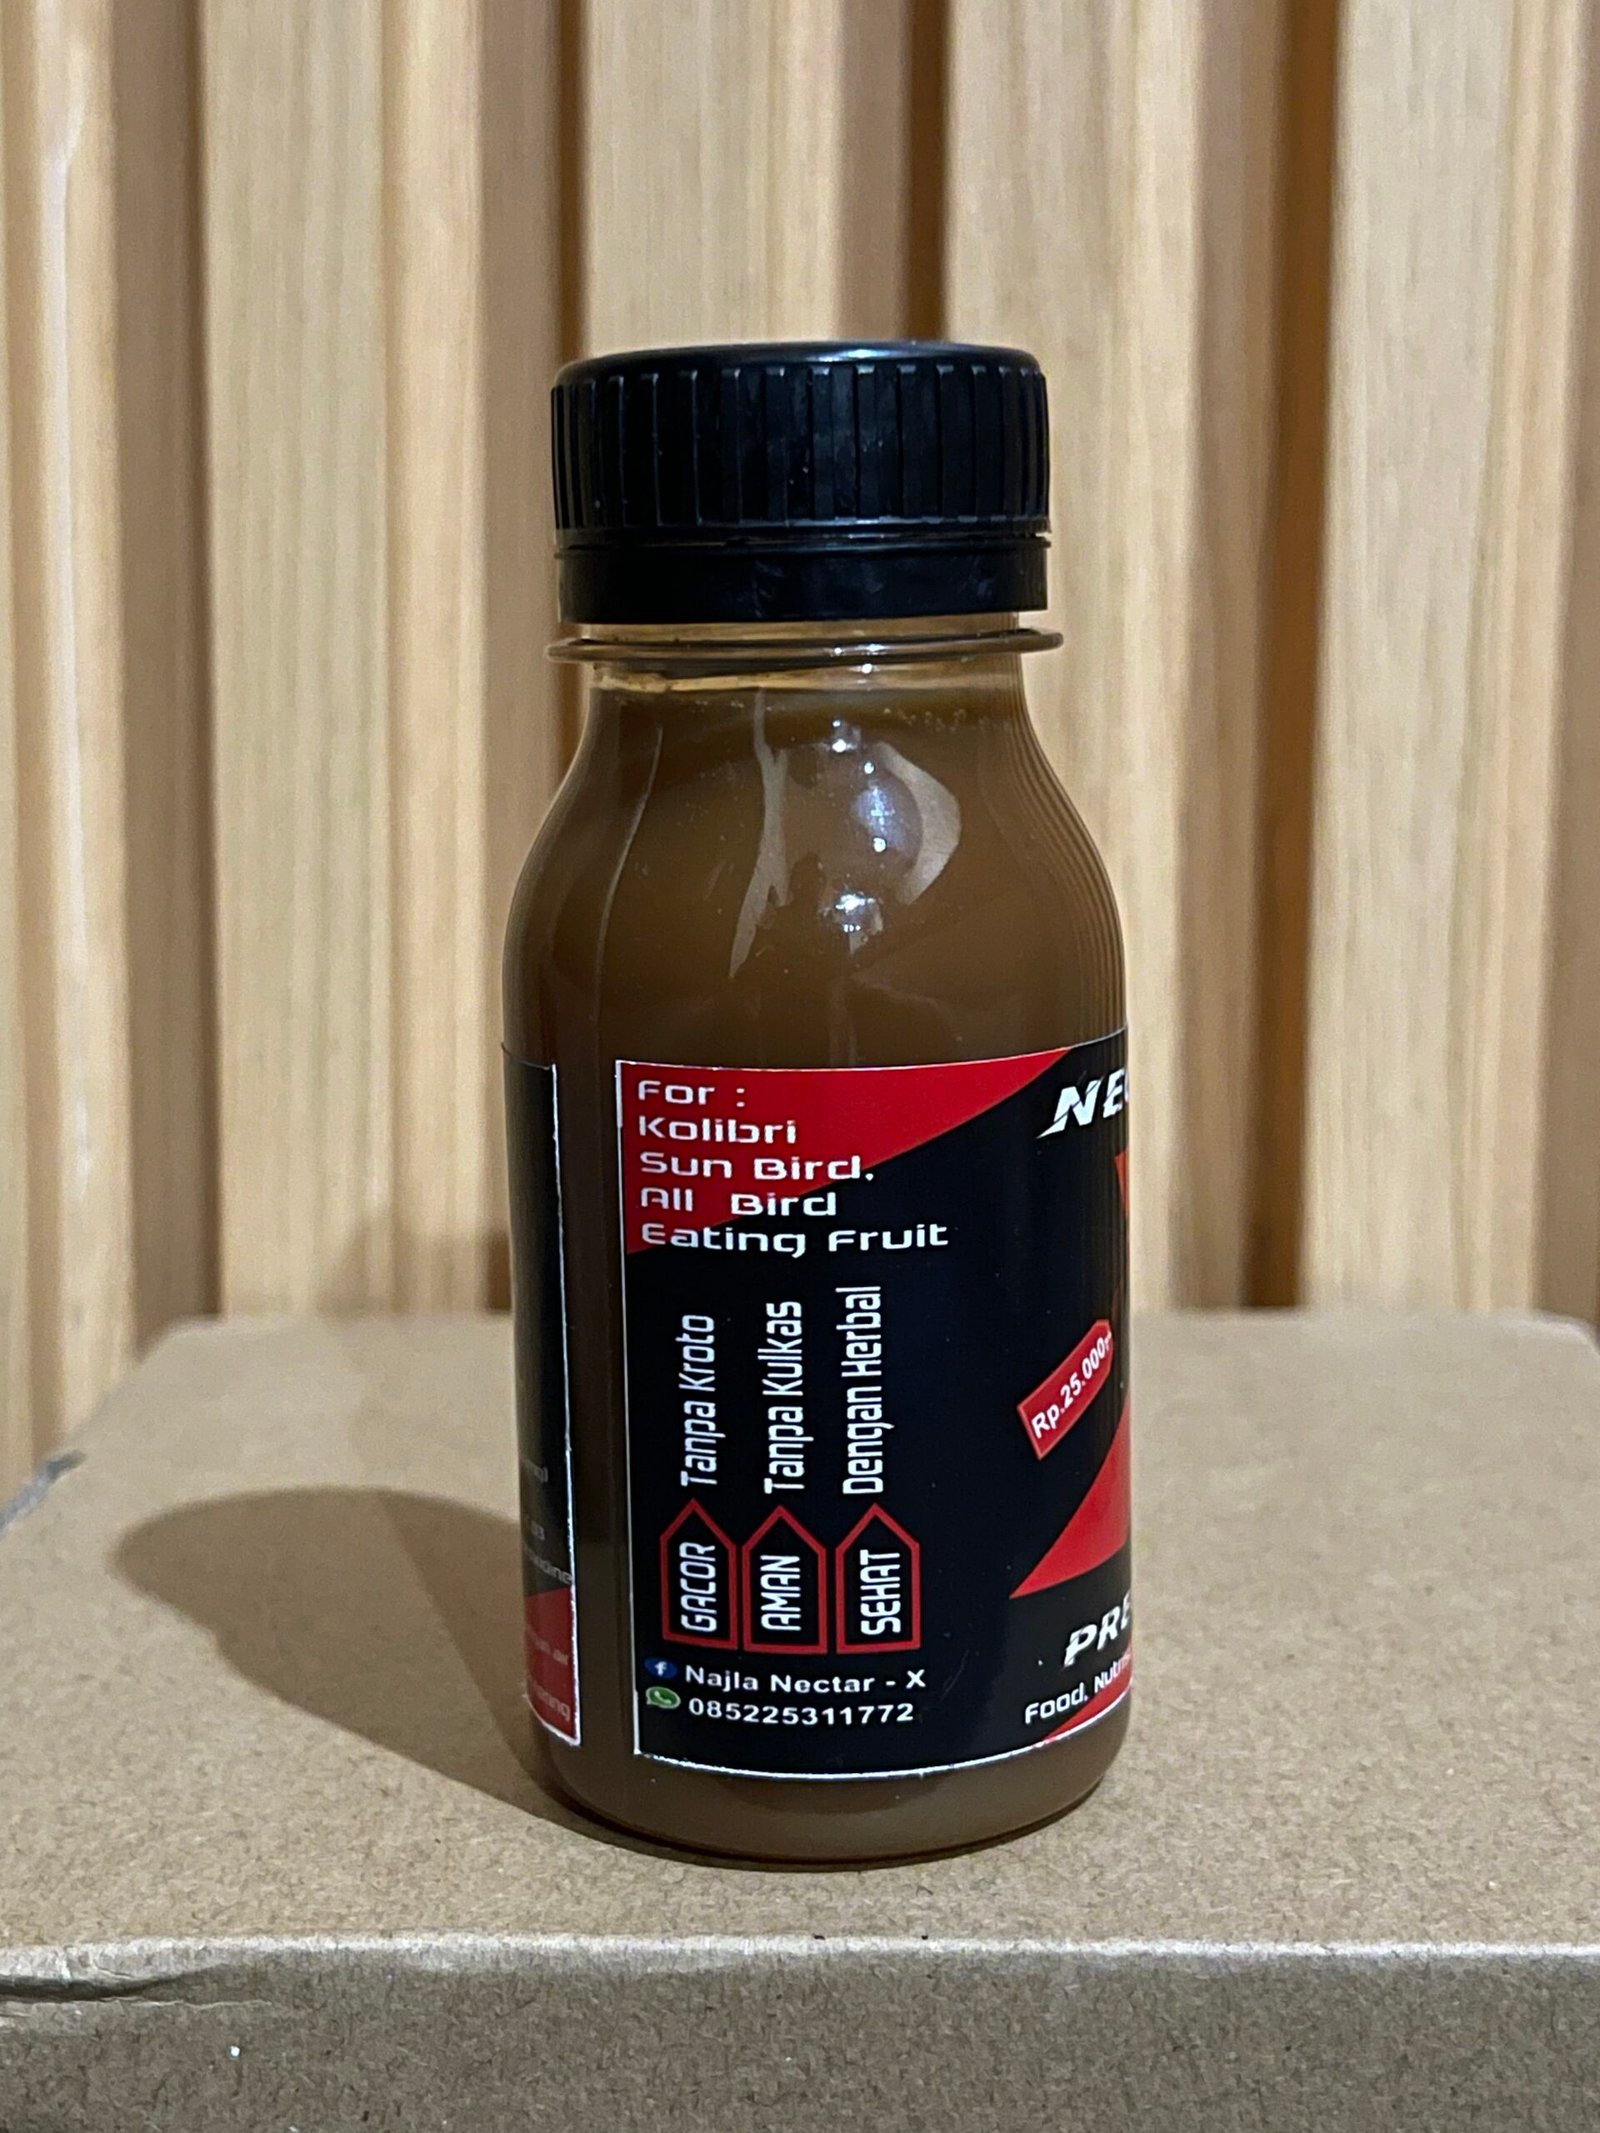 For :
Kolibri
Sun Bird,
All Bird
Eating Fruit
GACOR Tanpa Kroto
AMAN Tanpa Kulkas
SEHAT Dengan Herbal
Najla Nectar - X
085225311772
Rp.25.000
Food,